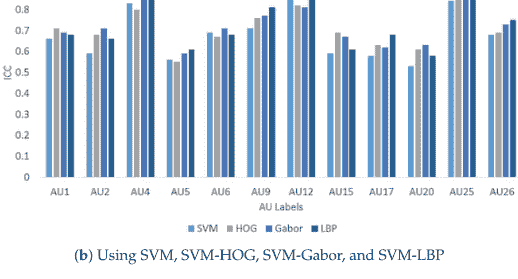 0.8
0.7
0.6
0.5
0.4
0.3
0.2
0.1
0
ICC
AU1 AU2 AU4 AU5 AU6 AU9 AU12 AU15 AU17 AU20 AU25 AU26
AU Labels
SVM HOG Gabor LBP
(b) Using SVM, SVM-HOG, SVM-Gabor, and SVM-LBP